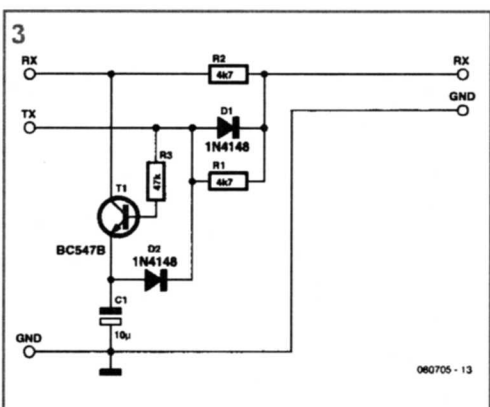 3
RX
R2
4k7
RX
GND
TX
D1
1N4148
R3
47k
R1
4k7
T1
BC547B
D2
1N4148
C1
10µ
GND
080705 - 13